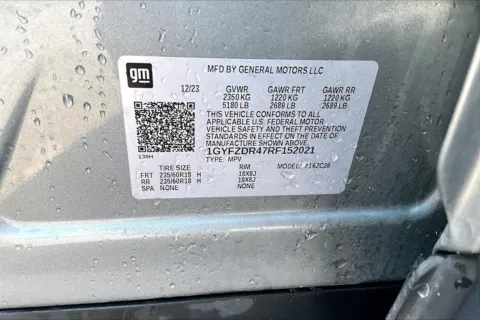 gm
MFD BY GENERAL MOTORS LLC
12/23 GVWR GAWR FRT GAWR RR
2350 KG 1220 KG 1220 KG
5180 LB 2689 LB 2689 LB
THIS VEHICLE CONFORMS TO ALL
APPLICABLE U.S. FEDERAL MOTOR
VEHICLE SAFETY AND THEFT PREVENTION
STANDARDS IN EFFECT ON THE DATE OF
MANUFACTURE SHOWN ABOVE.
1GYFZDR47RF152021
138H TYPE: MPV
TIRE SIZE RIM MODEL:
FRT 235/60R18 H 18X8J
RR 235/60R18 H 18X8J
SPA NONE NONE